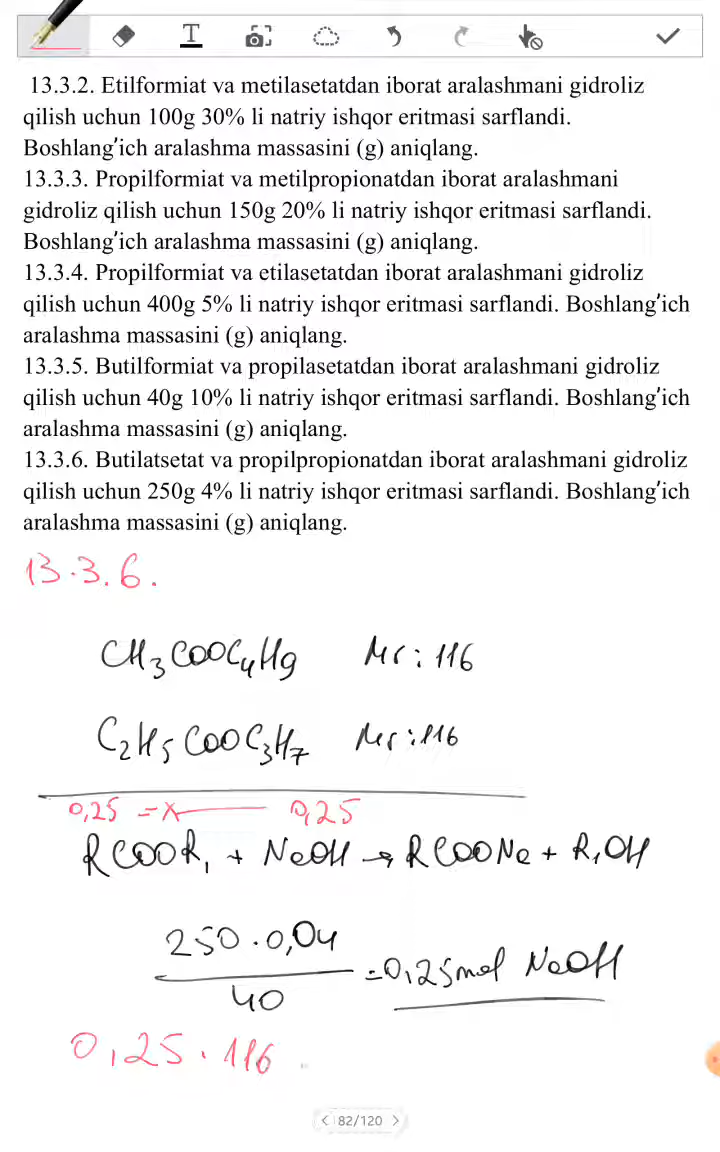 T
13.3.2. Etilformiat va metilasetatdan iborat aralashmani gidroliz
qilish uchun 100g 30% li natriy ishqor eritmasi sarflandi.
Boshlang′ich aralashma massasini (g) aniqlang.
13.3.3. Propilformiat va metilpropionatdan iborat aralashmani
gidroliz qilish uchun 150g 20% li natriy ishqor eritmasi sarflandi.
Boshlang′ich aralashma massasini (g) aniqlang.
13.3.4. Propilformiat va etilasetatdan iborat aralashmani gidroliz
qilish uchun 400g 5% li natriy ishqor eritmasi sarflandi. Boshlang′ich
aralashma massasini (g) aniqlang.
13.3.5. Butilformiat va propilasetatdan iborat aralashmani gidroliz
qilish uchun 40g 10% li natriy ishqor eritmasi sarflandi. Boshlang′ich
aralashma massasini (g) aniqlang.
13.3.6. Butilatsetat va propilpropionatdan iborat aralashmani gidroliz
qilish uchun 250g 4% li natriy ishqor eritmasi sarflandi. Boshlang′ich
aralashma massasini (g) aniqlang.
13.3.6.
CH₃COOC₄H₉ Mr: 116
C₂H₅COOC₃H₇ Mr: 116
0,25 = x 0,25
RCOOR₁ + NaOH → RCOONa + R₁OH
250 · 0,04
40
= 0,25 mol NaOH
0,25 · 116
< 82/120 >